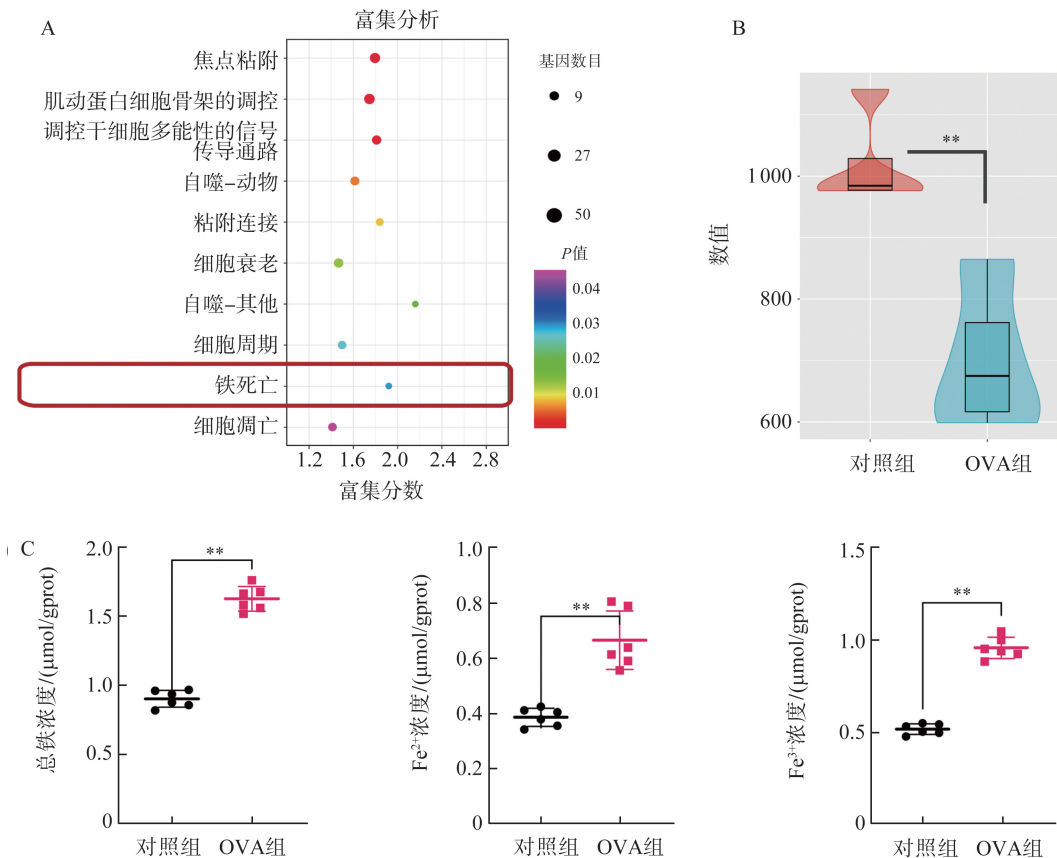 A
富集分析
焦点粘附
肌动蛋白细胞骨架的调控
调控干细胞多能性的信号
传导通路
自噬–动物
粘附连接
细胞衰老
自噬–其他
细胞周期
铁死亡
细胞凋亡
1.2 1.6 2.0 2.4 2.8
富集分数
基因数目
9
27
50
P值
0.04
0.03
0.02
0.01
B
数值
1 000
800
600
**
对照组 OVA组
C
总铁浓度/(μmol/gprot)
2.0
1.5
1.0
0.5
0
**
对照组 OVA组
Fe²⁺浓度/(μmol/gprot)
1.0
0.8
0.6
0.4
0.2
0
**
对照组 OVA组
Fe³⁺浓度/(μmol/gprot)
1.5
1.0
0.5
0
**
对照组 OVA组